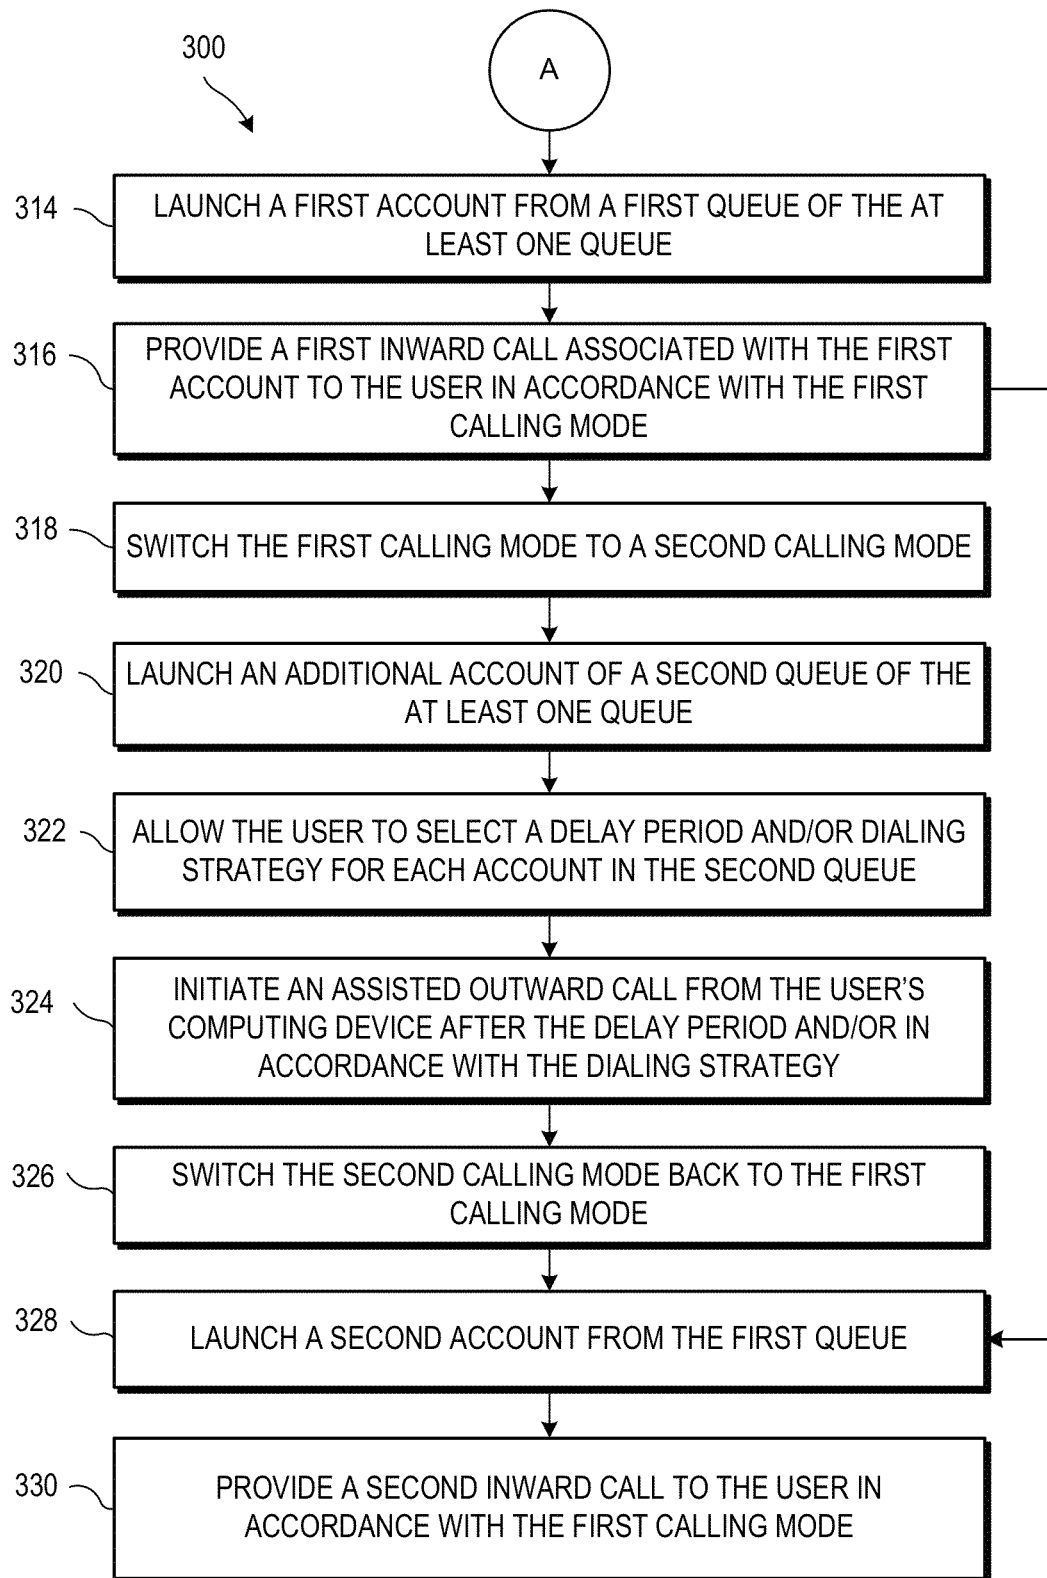 300
A
314
LAUNCH A FIRST ACCOUNT FROM A FIRST QUEUE OF THE AT
LEAST ONE QUEUE
316
PROVIDE A FIRST INWARD CALL ASSOCIATED WITH THE FIRST
ACCOUNT TO THE USER IN ACCORDANCE WITH THE FIRST
CALLING MODE
318
SWITCH THE FIRST CALLING MODE TO A SECOND CALLING MODE
320
LAUNCH AN ADDITIONAL ACCOUNT OF A SECOND QUEUE OF THE
AT LEAST ONE QUEUE
322
ALLOW THE USER TO SELECT A DELAY PERIOD AND/OR DIALING
STRATEGY FOR EACH ACCOUNT IN THE SECOND QUEUE
324
INITIATE AN ASSISTED OUTWARD CALL FROM THE USER'S
COMPUTING DEVICE AFTER THE DELAY PERIOD AND/OR IN
ACCORDANCE WITH THE DIALING STRATEGY
326
SWITCH THE SECOND CALLING MODE BACK TO THE FIRST
CALLING MODE
328
LAUNCH A SECOND ACCOUNT FROM THE FIRST QUEUE
330
PROVIDE A SECOND INWARD CALL TO THE USER IN
ACCORDANCE WITH THE FIRST CALLING MODE